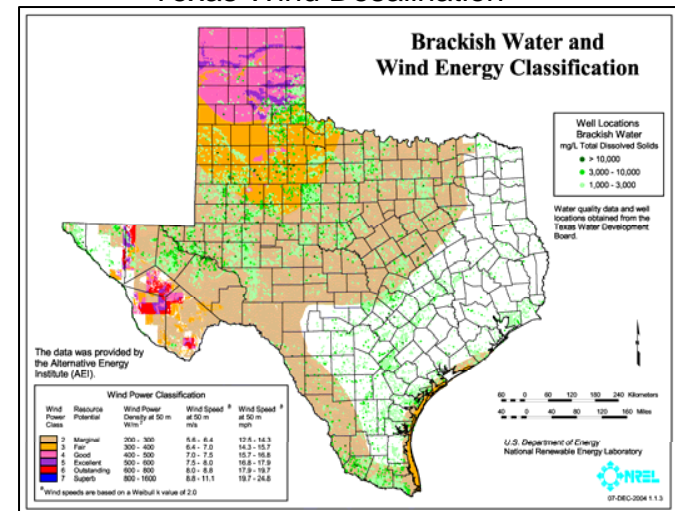 Texas Wind Desalination
Brackish Water and
Wind Energy Classification
Well Locations
Brackish Water
mg/L Total Dissolved Solids
> 10,000
3,000 - 10,000
1,000 - 3,000
Water quality data and well
locations obtained from the
Texas Water Development
Board.
The data was provided by
the Alternative Energy
Institute (AEI).
Wind Power Classification
Wind Power Class Resource Potential Wind Power Density at 50 m W/m² Wind Speed ª at 50 m m/s Wind Speed ª at 50 m mph
2 Marginal 200 - 300 5.6 - 6.4 12.5 - 14.3
3 Fair 300 - 400 6.4 - 7.0 14.3 - 15.7
4 Good 400 - 500 7.0 - 7.5 15.7 - 16.8
5 Excellent 500 - 600 7.5 - 8.0 16.8 - 17.9
6 Outstanding 600 - 800 8.0 - 8.8 17.9 - 19.7
7 Superb 800 - 1600 8.8 - 11.1 19.7 - 24.8
ª Wind speeds are based on a Weibull k value of 2.0
60 0 60 120 180 240 Kilometers
40 0 40 80 120 160 Miles
U.S. Department of Energy
National Renewable Energy Laboratory
NREL
07-DEC-2004 1.1.3